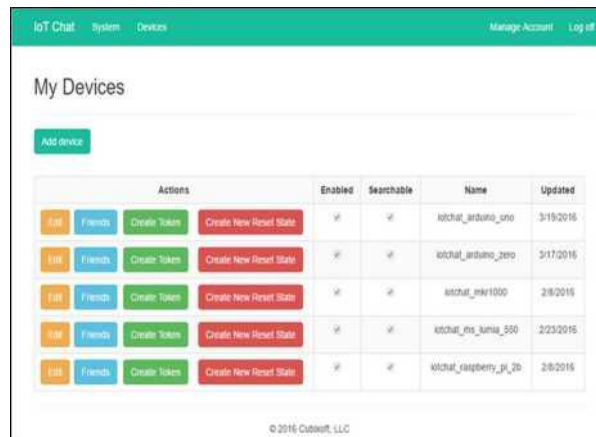 IoT Chat System Devices Manage Account Log off
My Devices
Add device
Actions Enabled Searchable Name Updated
Edit Friends Create Token Create New Reset State iotchat_arduino_uno 3/19/2016
Edit Friends Create Token Create New Reset State iotchat_arduino_zero 3/17/2016
Edit Friends Create Token Create New Reset State iotchat_mkr1000 2/8/2016
Edit Friends Create Token Create New Reset State iotchat_ms_lumia_550 2/23/2016
Edit Friends Create Token Create New Reset State iotchat_raspberry_pi_2b 2/8/2016
© 2016 Cuboxoft, LLC